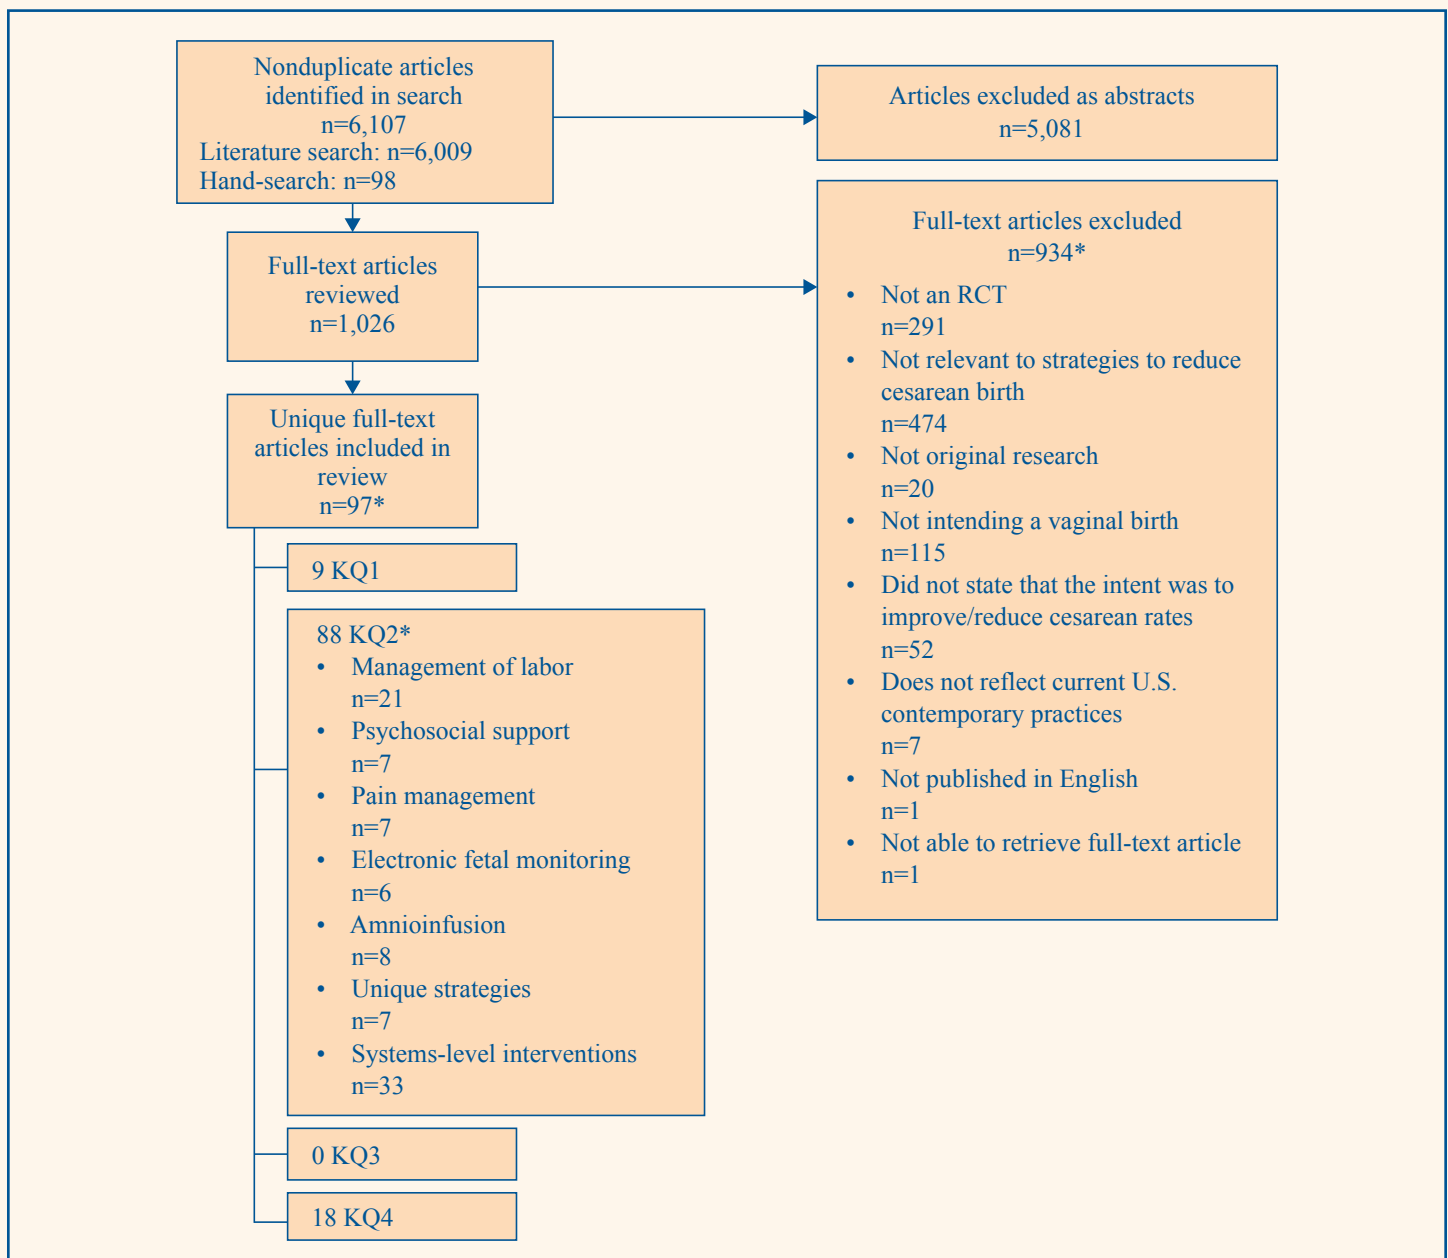 Nonduplicate articles
identified in search
n=6,107
Literature search: n=6,009
Hand-search: n=98
Articles excluded as abstracts
n=5,081
Full-text articles
reviewed
n=1,026
Full-text articles excluded
n=934*
• Not an RCT
n=291
• Not relevant to strategies to reduce
cesarean birth
n=474
• Not original research
n=20
• Not intending a vaginal birth
n=115
• Did not state that the intent was to
improve/reduce cesarean rates
n=52
• Does not reflect current U.S.
contemporary practices
n=7
• Not published in English
n=1
• Not able to retrieve full-text article
n=1
Unique full-text
articles included in
review
n=97*
9 KQ1
88 KQ2*
• Management of labor
n=21
• Psychosocial support
n=7
• Pain management
n=7
• Electronic fetal monitoring
n=6
• Amnioinfusion
n=8
• Unique strategies
n=7
• Systems-level interventions
n=33
0 KQ3
18 KQ4